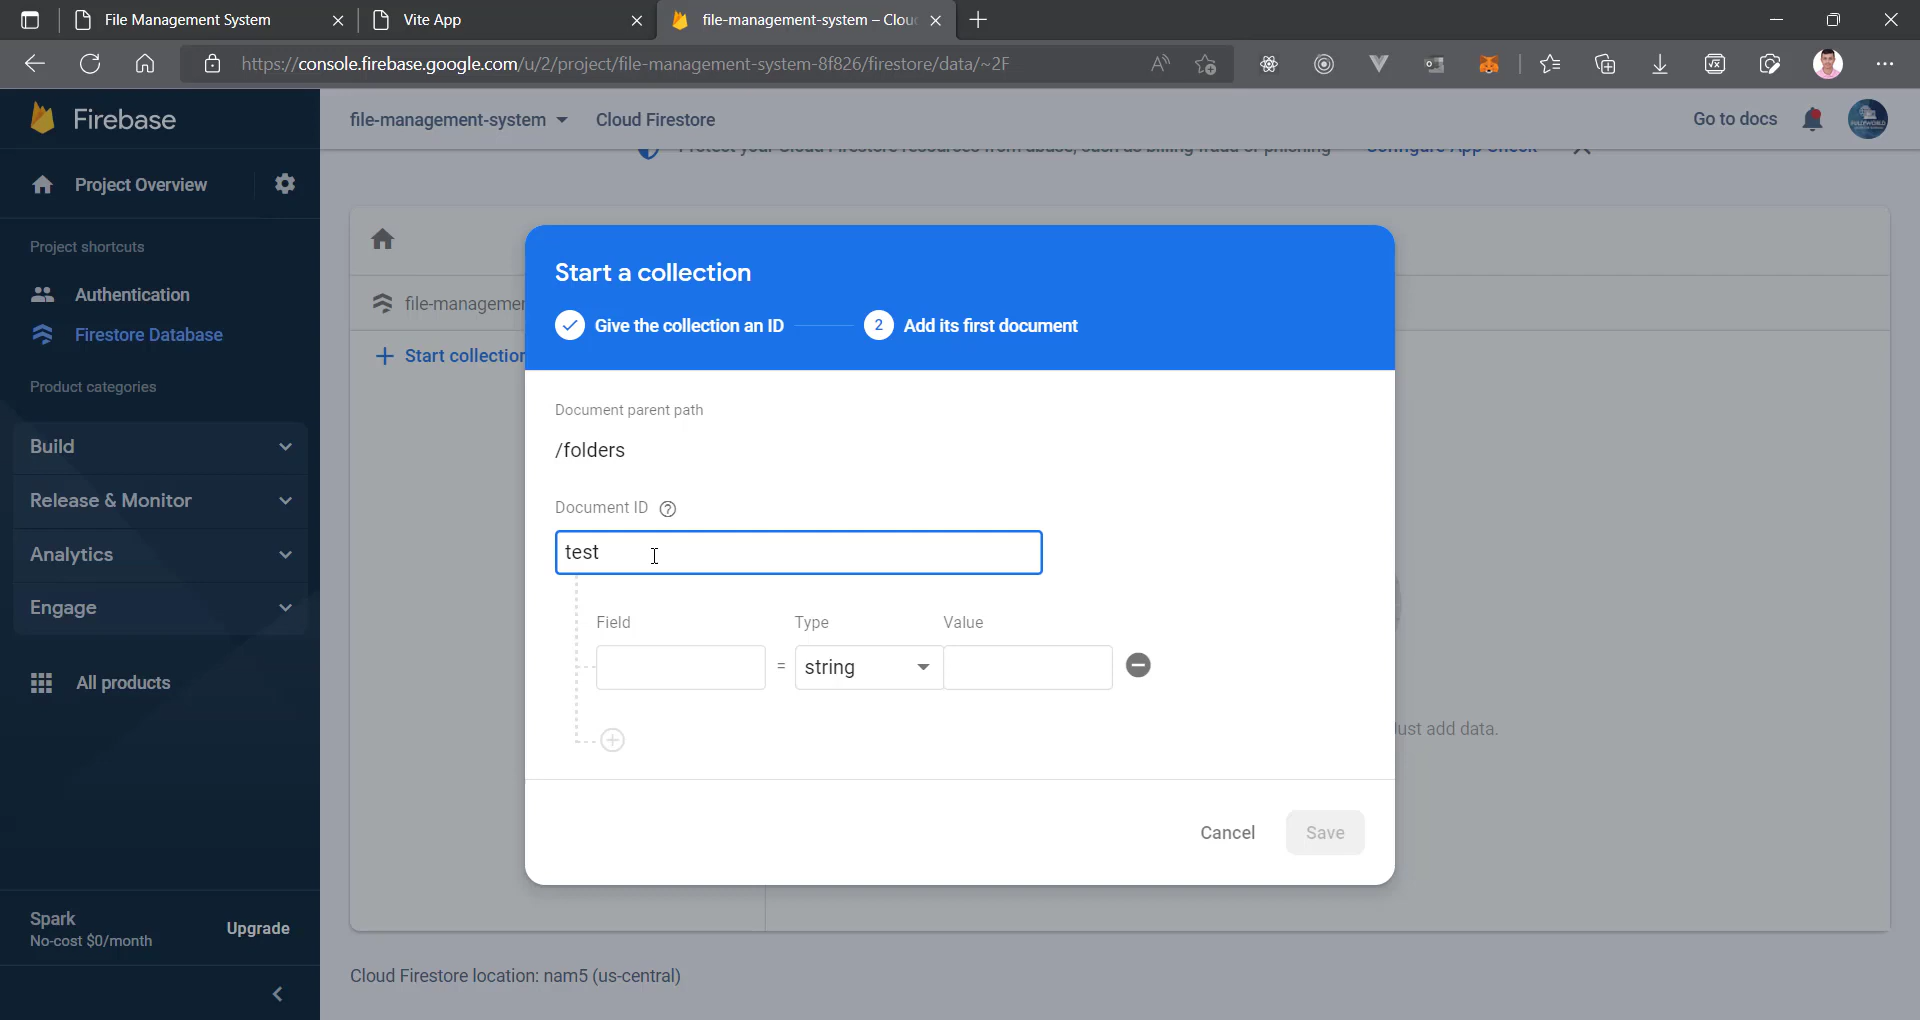 File Management System
Vite App
file-management-system – Clou
https://console.firebase.google.com/u/2/project/file-management-system-8f826/firestore/data/~2F
Firebase
file-management-system
Cloud Firestore
Go to docs
Project Overview
Project shortcuts
Authentication
Firestore Database
Product categories
Build
Release & Monitor
Analytics
Engage
All products
Spark
No-cost $0/month
Upgrade
Protect your Cloud Firestore resources from abuse, such as billing fraud or phishing
Configure App Check
file-managemen
Start collection
Start a collection
Give the collection an ID
2
Add its first document
Document parent path
/folders
Document ID
test
Field
Type
Value
=
string
Cancel
Save
Just add data.
Cloud Firestore location: nam5 (us-central)